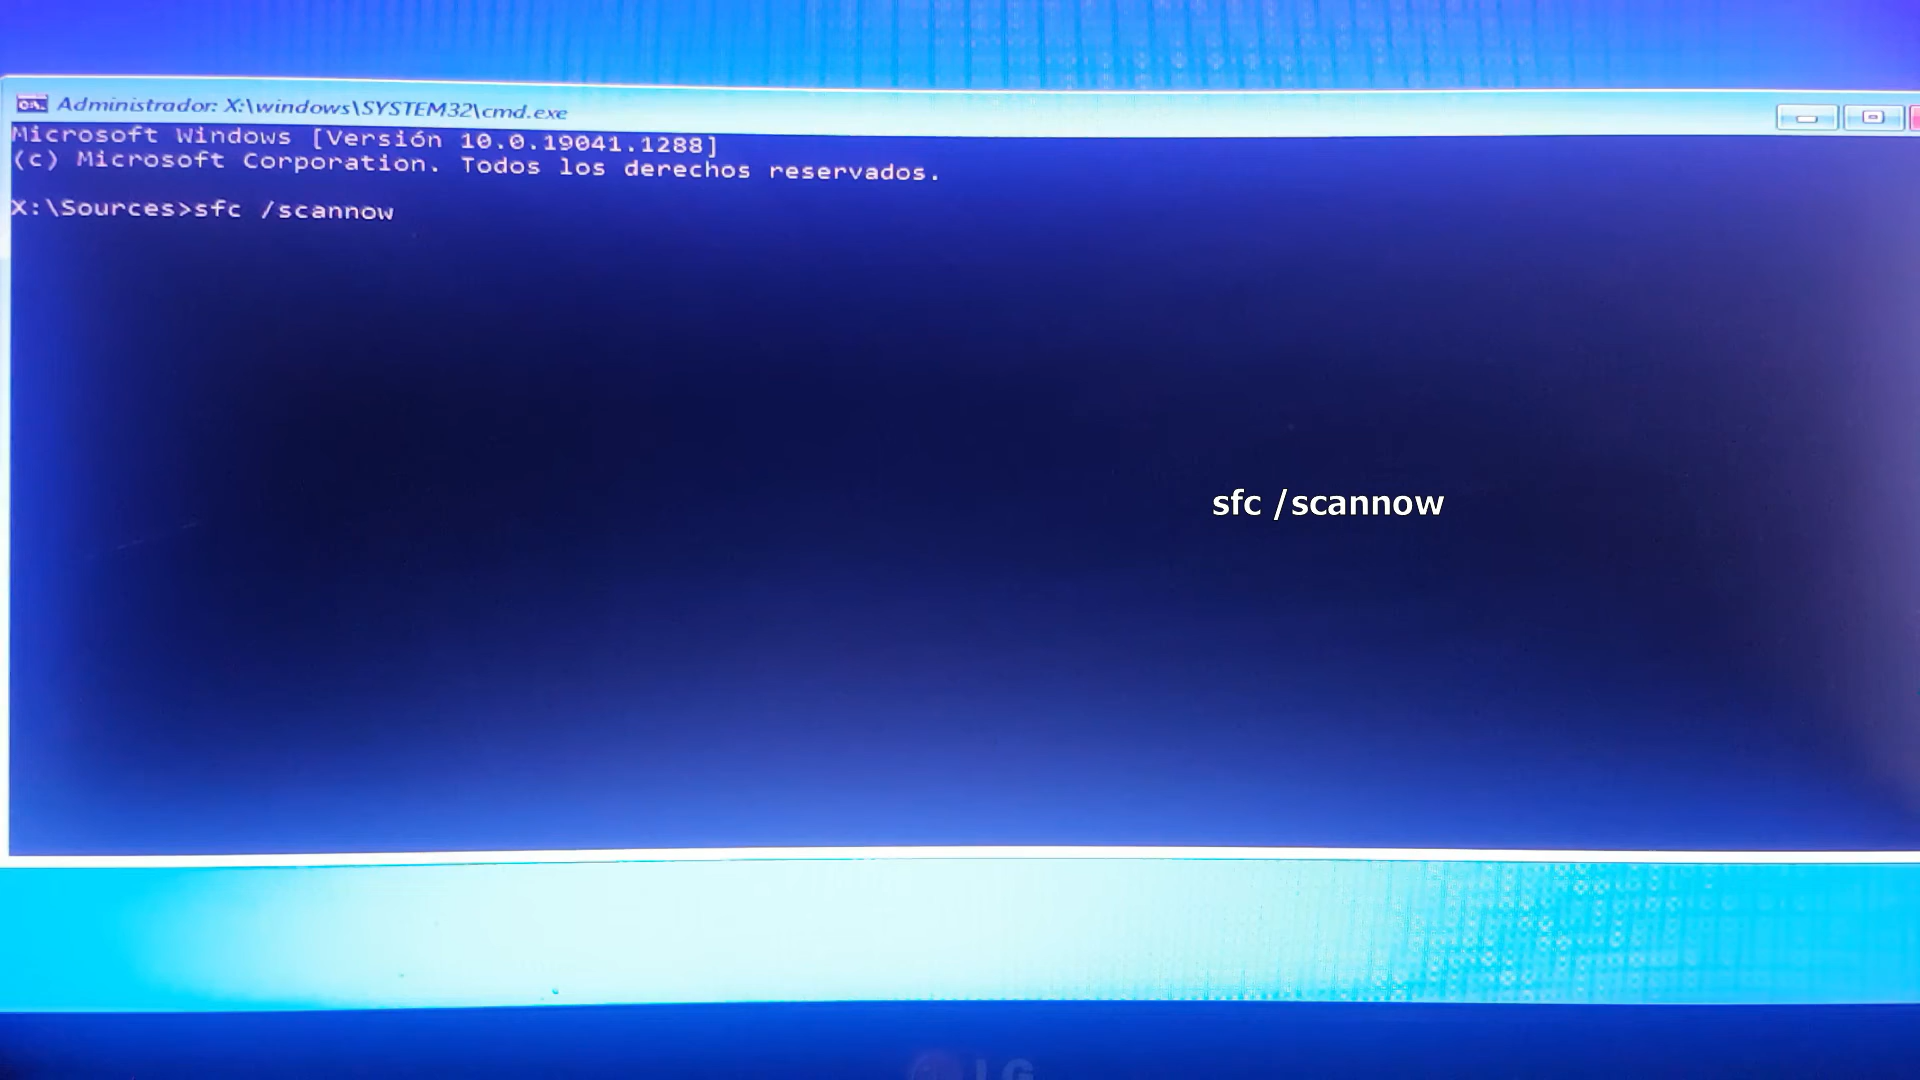 Administrador: X:\windows\SYSTEM32\cmd.exe
Microsoft Windows [Versión 10.0.19041.1288]
(c) Microsoft Corporation. Todos los derechos reservados.
X:\Sources>sfc /scannow
sfc /scannow
LG